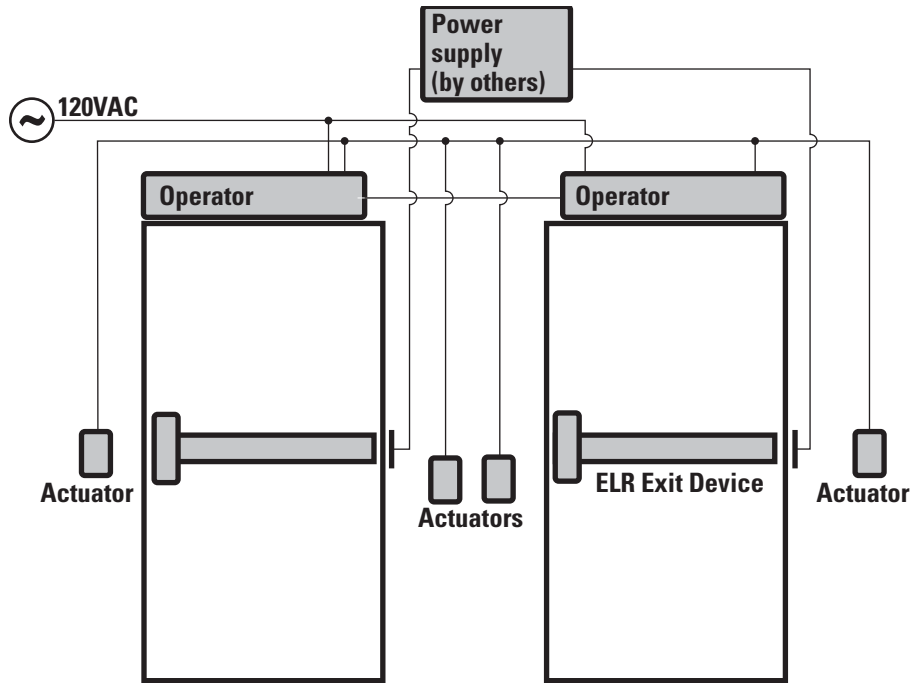 Power
supply
(by others)
120VAC
Operator
Operator
ELR Exit Device
Actuator
Actuators
Actuator